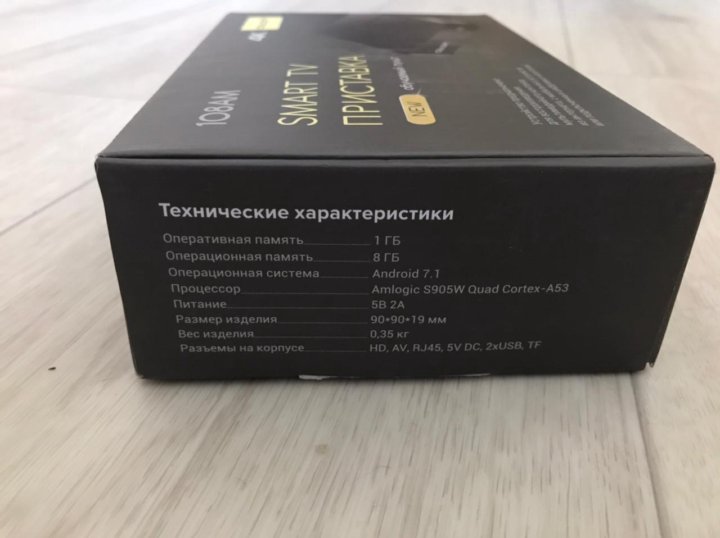 4K
108AM
SMART TV
ПРИСТАВКА
NEW
Технические характеристики
Оперативная память 1 ГБ
Операционная память 8 ГБ
Операционная система Android 7.1
Процессор Amlogic S905W Quad Cortex-A53
Питание 5В 2А
Размер изделия 90*90*19 мм
Вес изделия 0,35 кг
Разъемы на корпусе HD, AV, RJ45, 5V DC, 2xUSB, TF